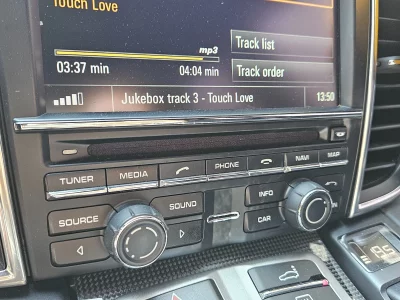 Touch Love
mp3
03:37 min
04:04 min
Track list
Track order
Jukebox track 3 - Touch Love
13:50
TUNER
MEDIA
PHONE
NAVI
MAP
SOURCE
SOUND
INFO
CAR